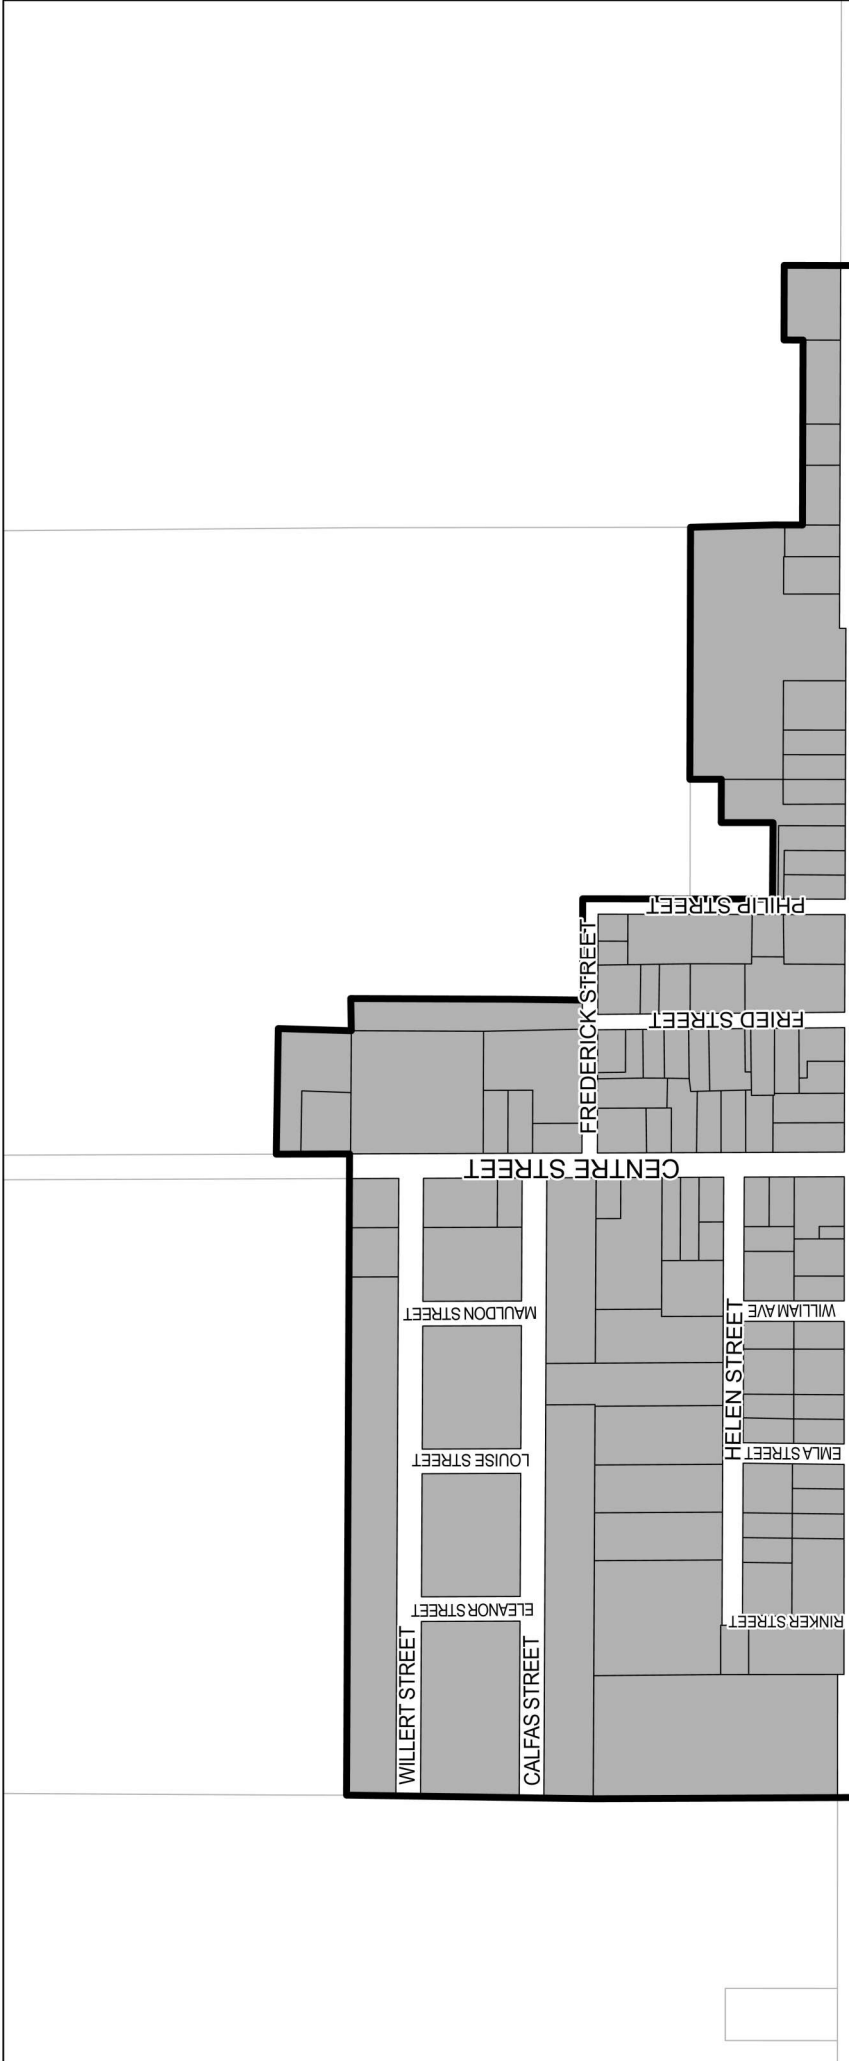 PHILIP STREET
FREDERICK STREET
FRIED STREET
CENTRE STREET
MAULDON STREET
WILLIAM AVE
HELEN STREET
LOUISE STREET
EMLA STREET
ELEANOR STREET
RINKER STREET
WILLERT STREET
CALFAS STREET